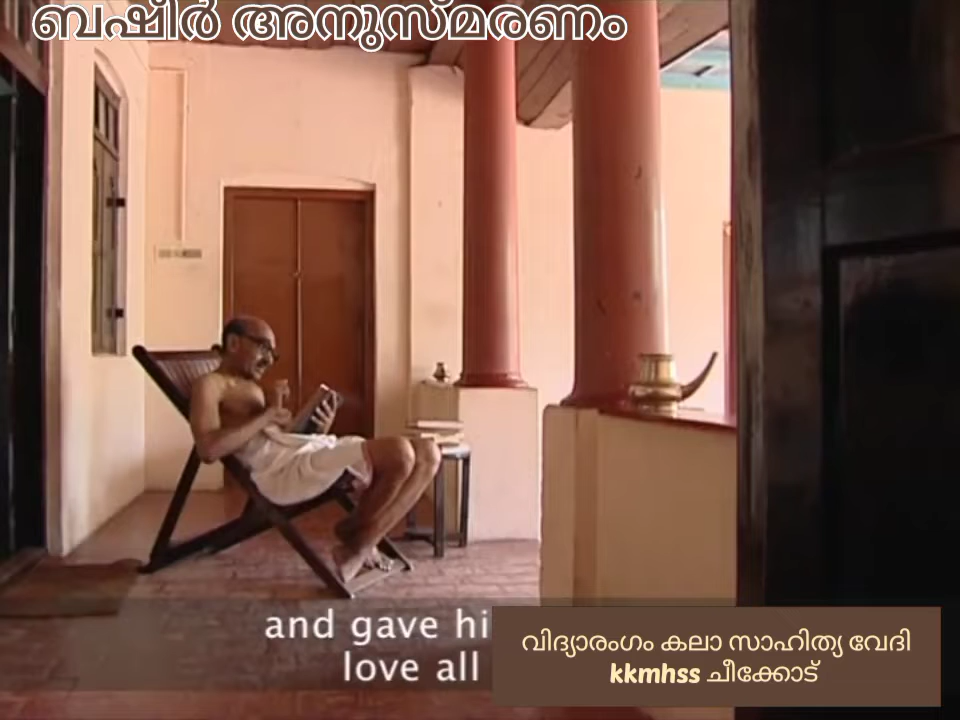 ബഷീർ അനുസ്മരണം
and gave hi
love all
വിദ്യാരംഗം കലാ സാഹിത്യ വേദി
kkmhss ചീക്കോട്